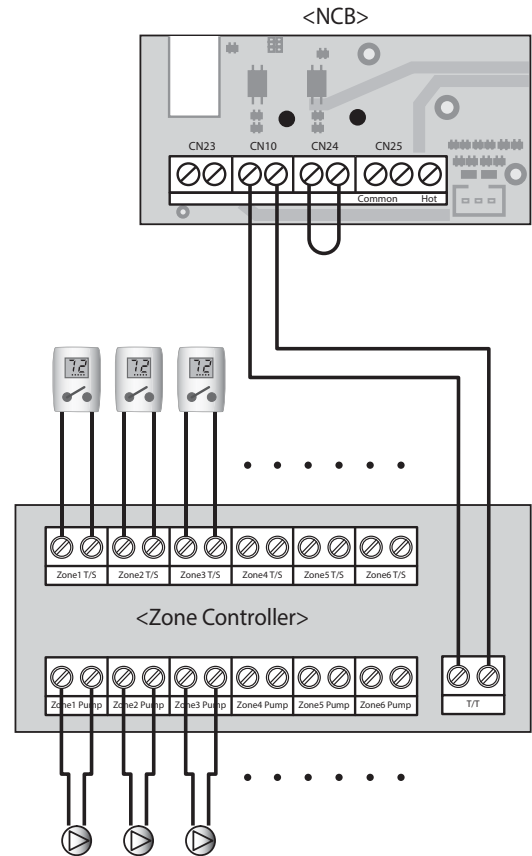 <NCB>
CN23 CN10 CN24 CN25
Common Hot
72 72 72
Zone1 T/S Zone2 T/S Zone3 T/S Zone4 T/S Zone5 T/S Zone6 T/S
<Zone Controller>
Zone1 Pump Zone2 Pump Zone3 Pump Zone4 Pump Zone5 Pump Zone6 Pump
T/T